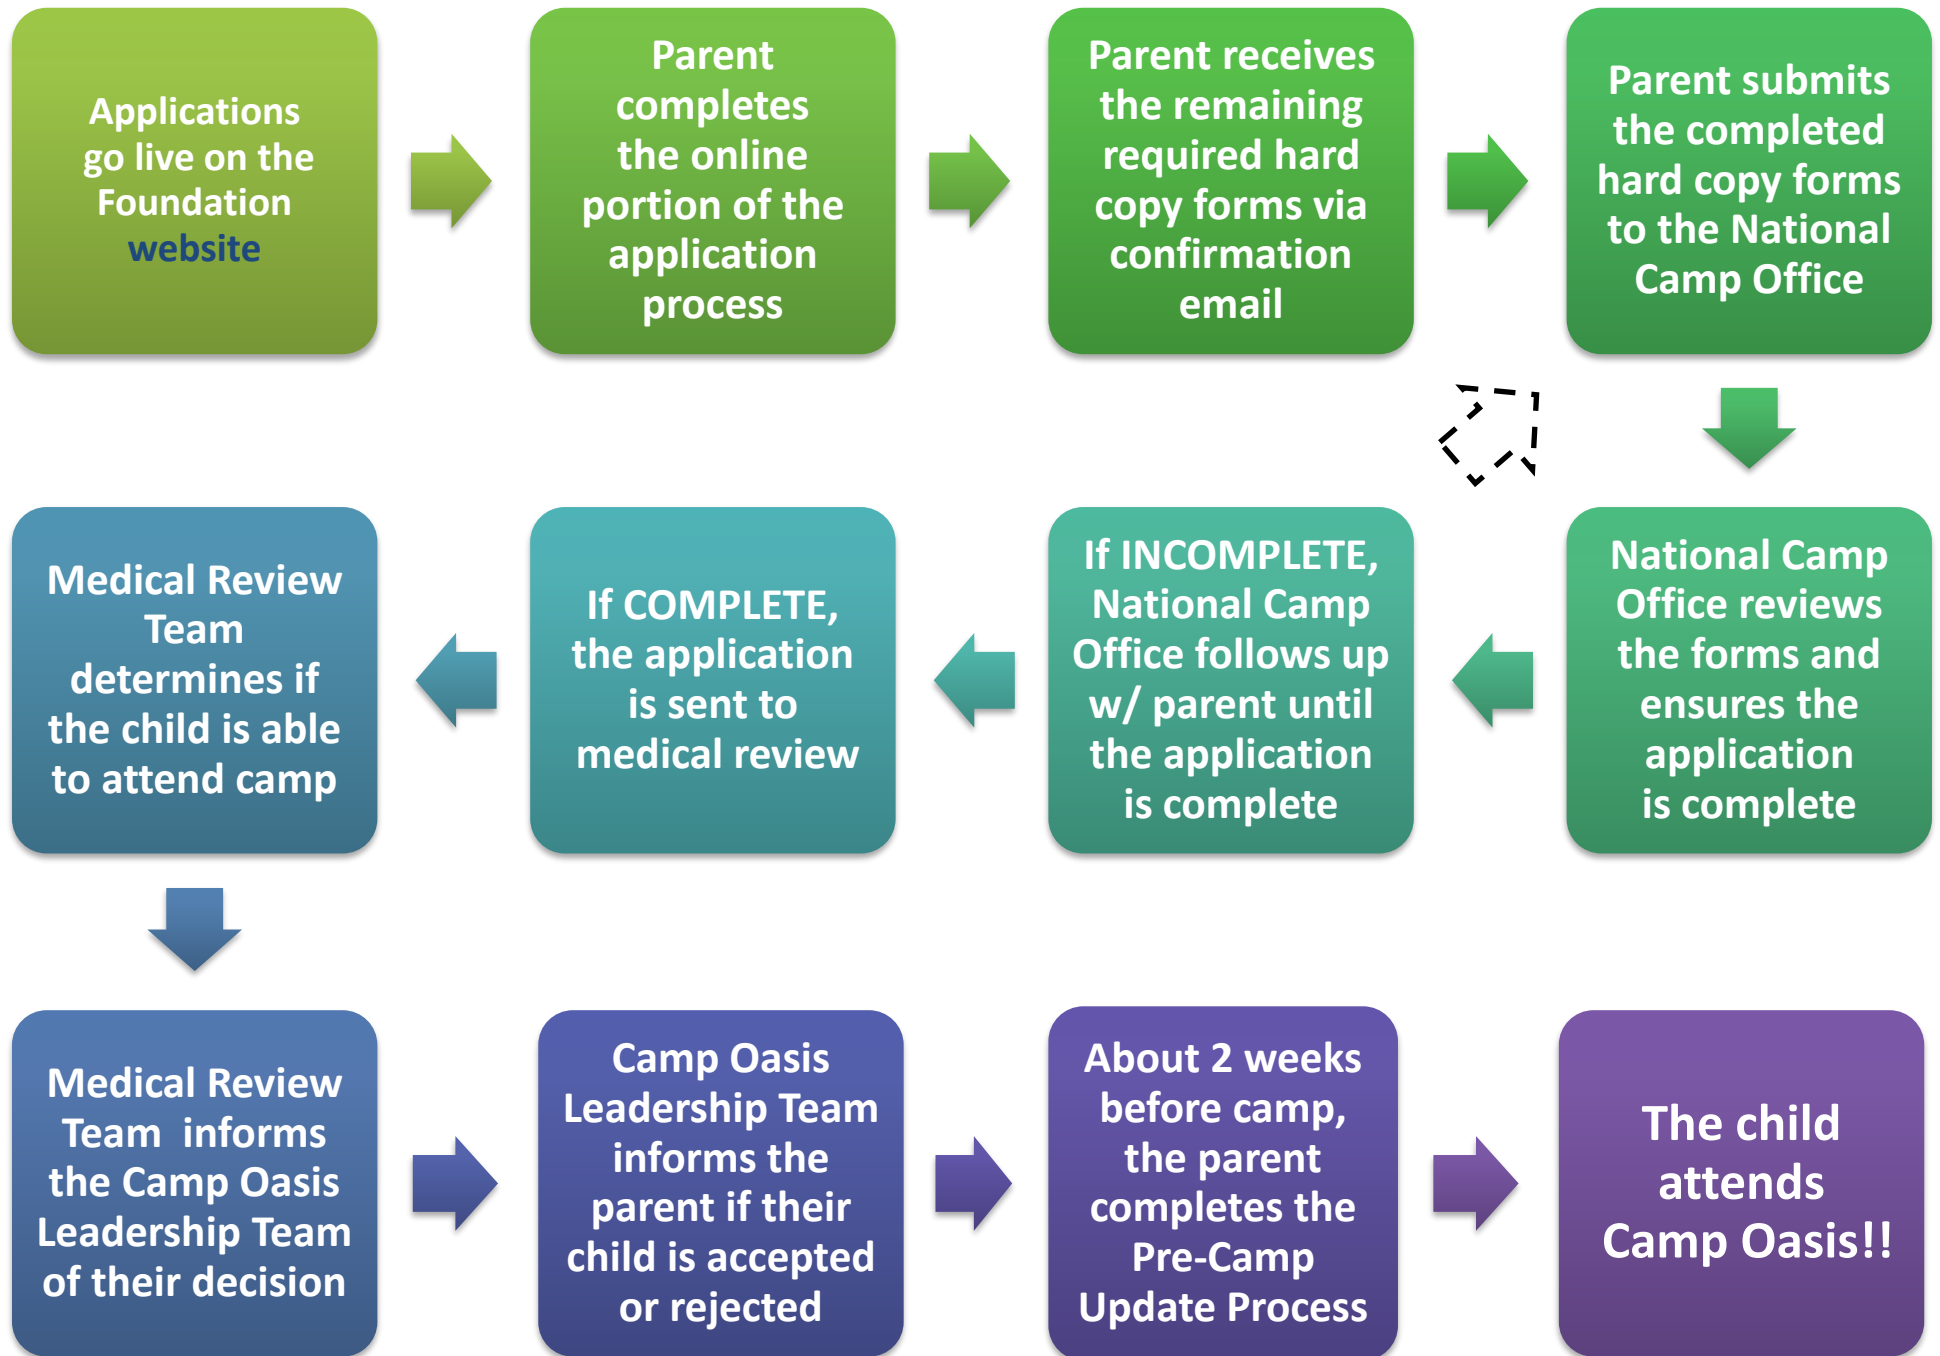 Applications
go live on the
Foundation
website
Parent
completes
the online
portion of the
application
process
Parent receives
the remaining
required hard
copy forms via
confirmation
email
Parent submits
the completed
hard copy forms
to the National
Camp Office
National Camp
Office reviews
the forms and
ensures the
application
is complete
If INCOMPLETE,
National Camp
Office follows up
w/ parent until
the application
is complete
If COMPLETE,
the application
is sent to
medical review
Medical Review
Team
determines if
the child is able
to attend camp
Medical Review
Team informs
the Camp Oasis
Leadership Team
of their decision
Camp Oasis
Leadership Team
informs the
parent if their
child is accepted
or rejected
About 2 weeks
before camp,
the parent
completes the
Pre-Camp
Update Process
The child
attends
Camp Oasis!!